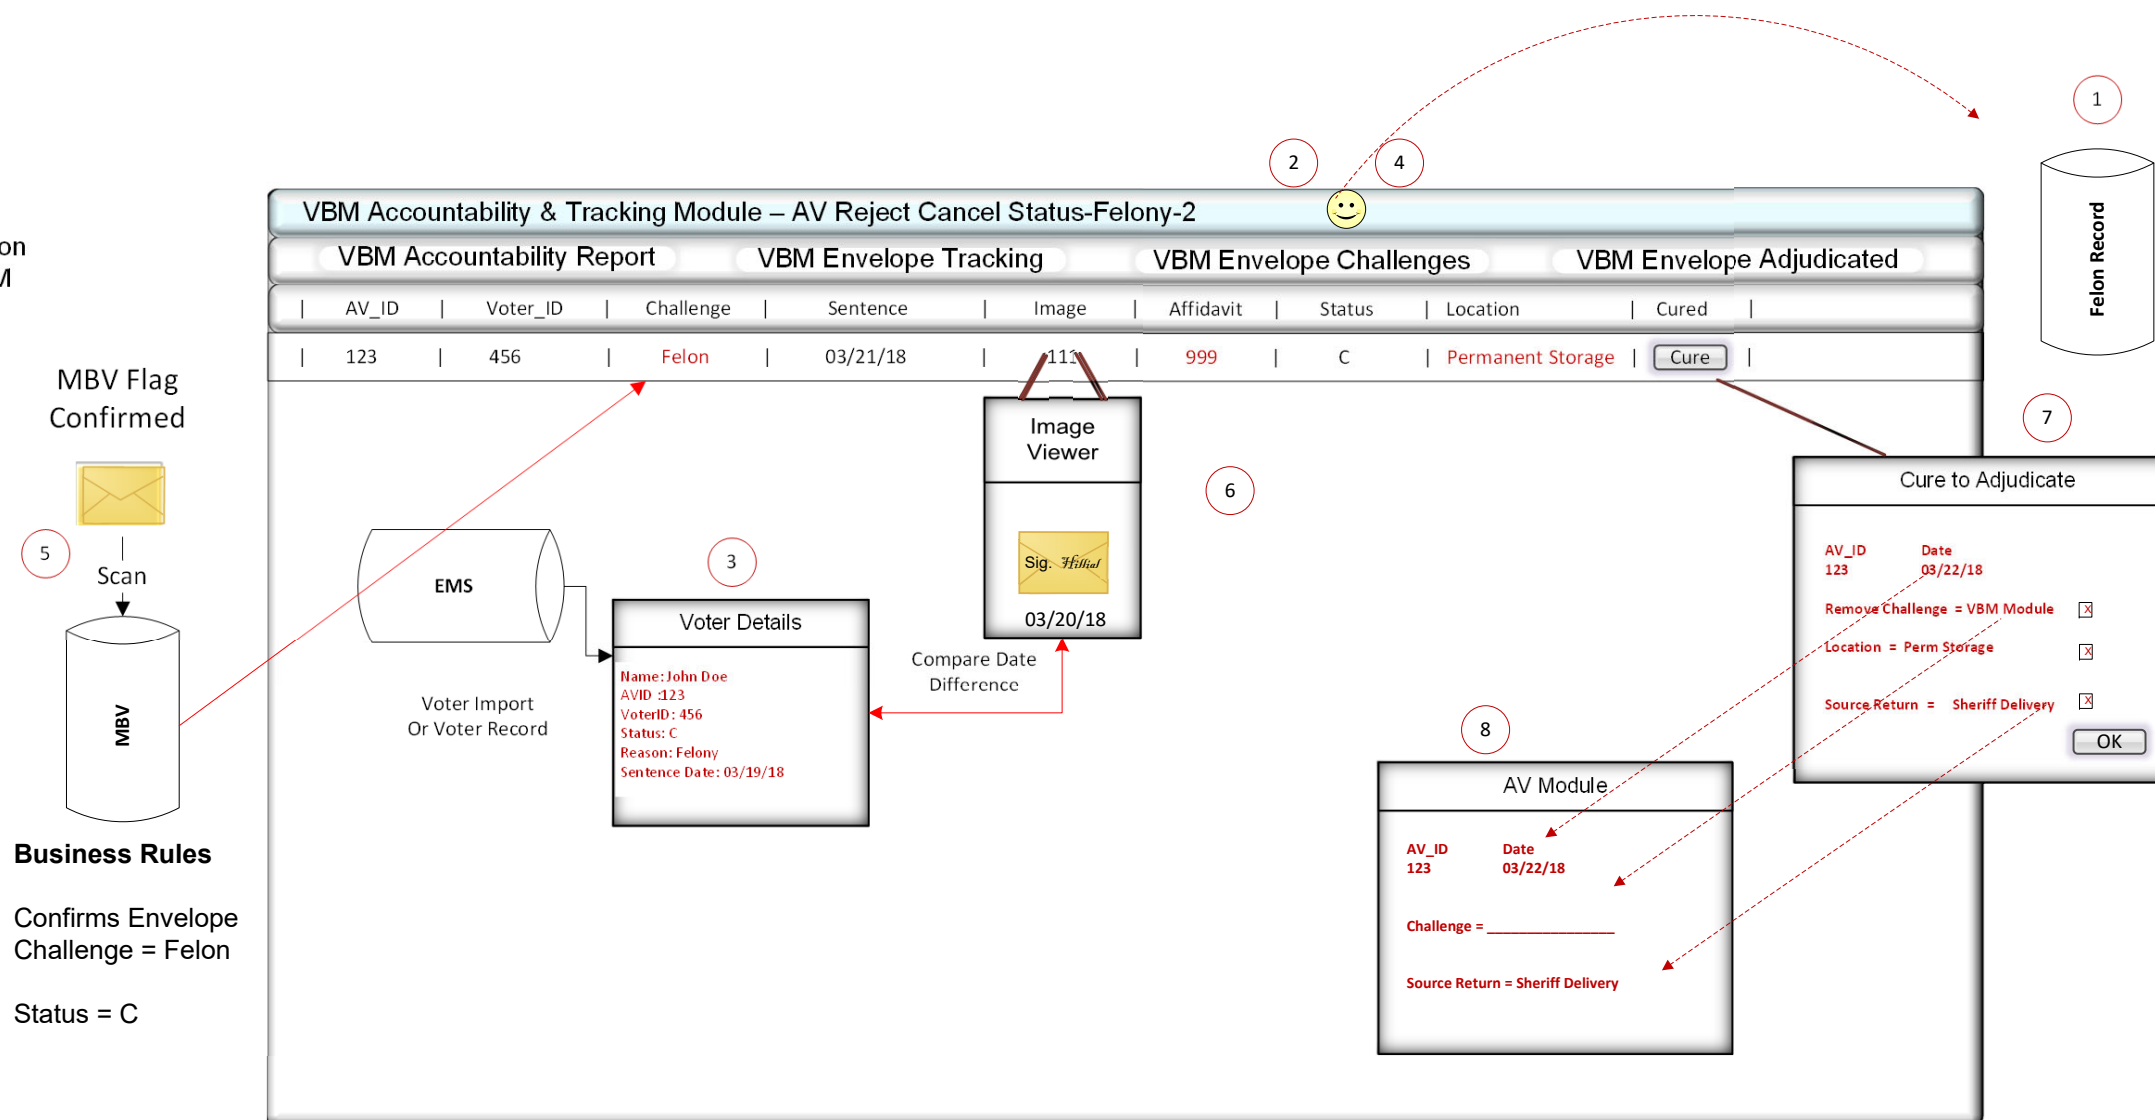 1
2
4
VBM Accountability & Tracking Module – AV Reject Cancel Status-Felony-2
on
M
VBM Accountability Report VBM Envelope Tracking VBM Envelope Challenges VBM Envelope Adjudicated
| AV_ID | Voter_ID | Challenge | Sentence | Image | Affidavit | Status | Location | Cured |
| 123 | 456 | Felon | 03/21/18 | 111 | 999 | C | Permanent Storage | Cure |
Felon Record
MBV Flag
Confirmed
5
Scan
MBV
Business Rules
Confirms Envelope
Challenge = Felon
Status = C
EMS
Voter Import
Or Voter Record
3
Voter Details
Name: John Doe
AVID :123
VoterID: 456
Status: C
Reason: Felony
Sentence Date: 03/19/18
Image
Viewer
Sig.
03/20/18
Compare Date
Difference
6
7
Cure to Adjudicate
AV_ID Date
123 03/22/18
Remove Challenge = VBM Module X
Location = Perm Storage X
Source Return = Sheriff Delivery X
OK
8
AV Module
AV_ID Date
123 03/22/18
Challenge = ________________
Source Return = Sheriff Delivery